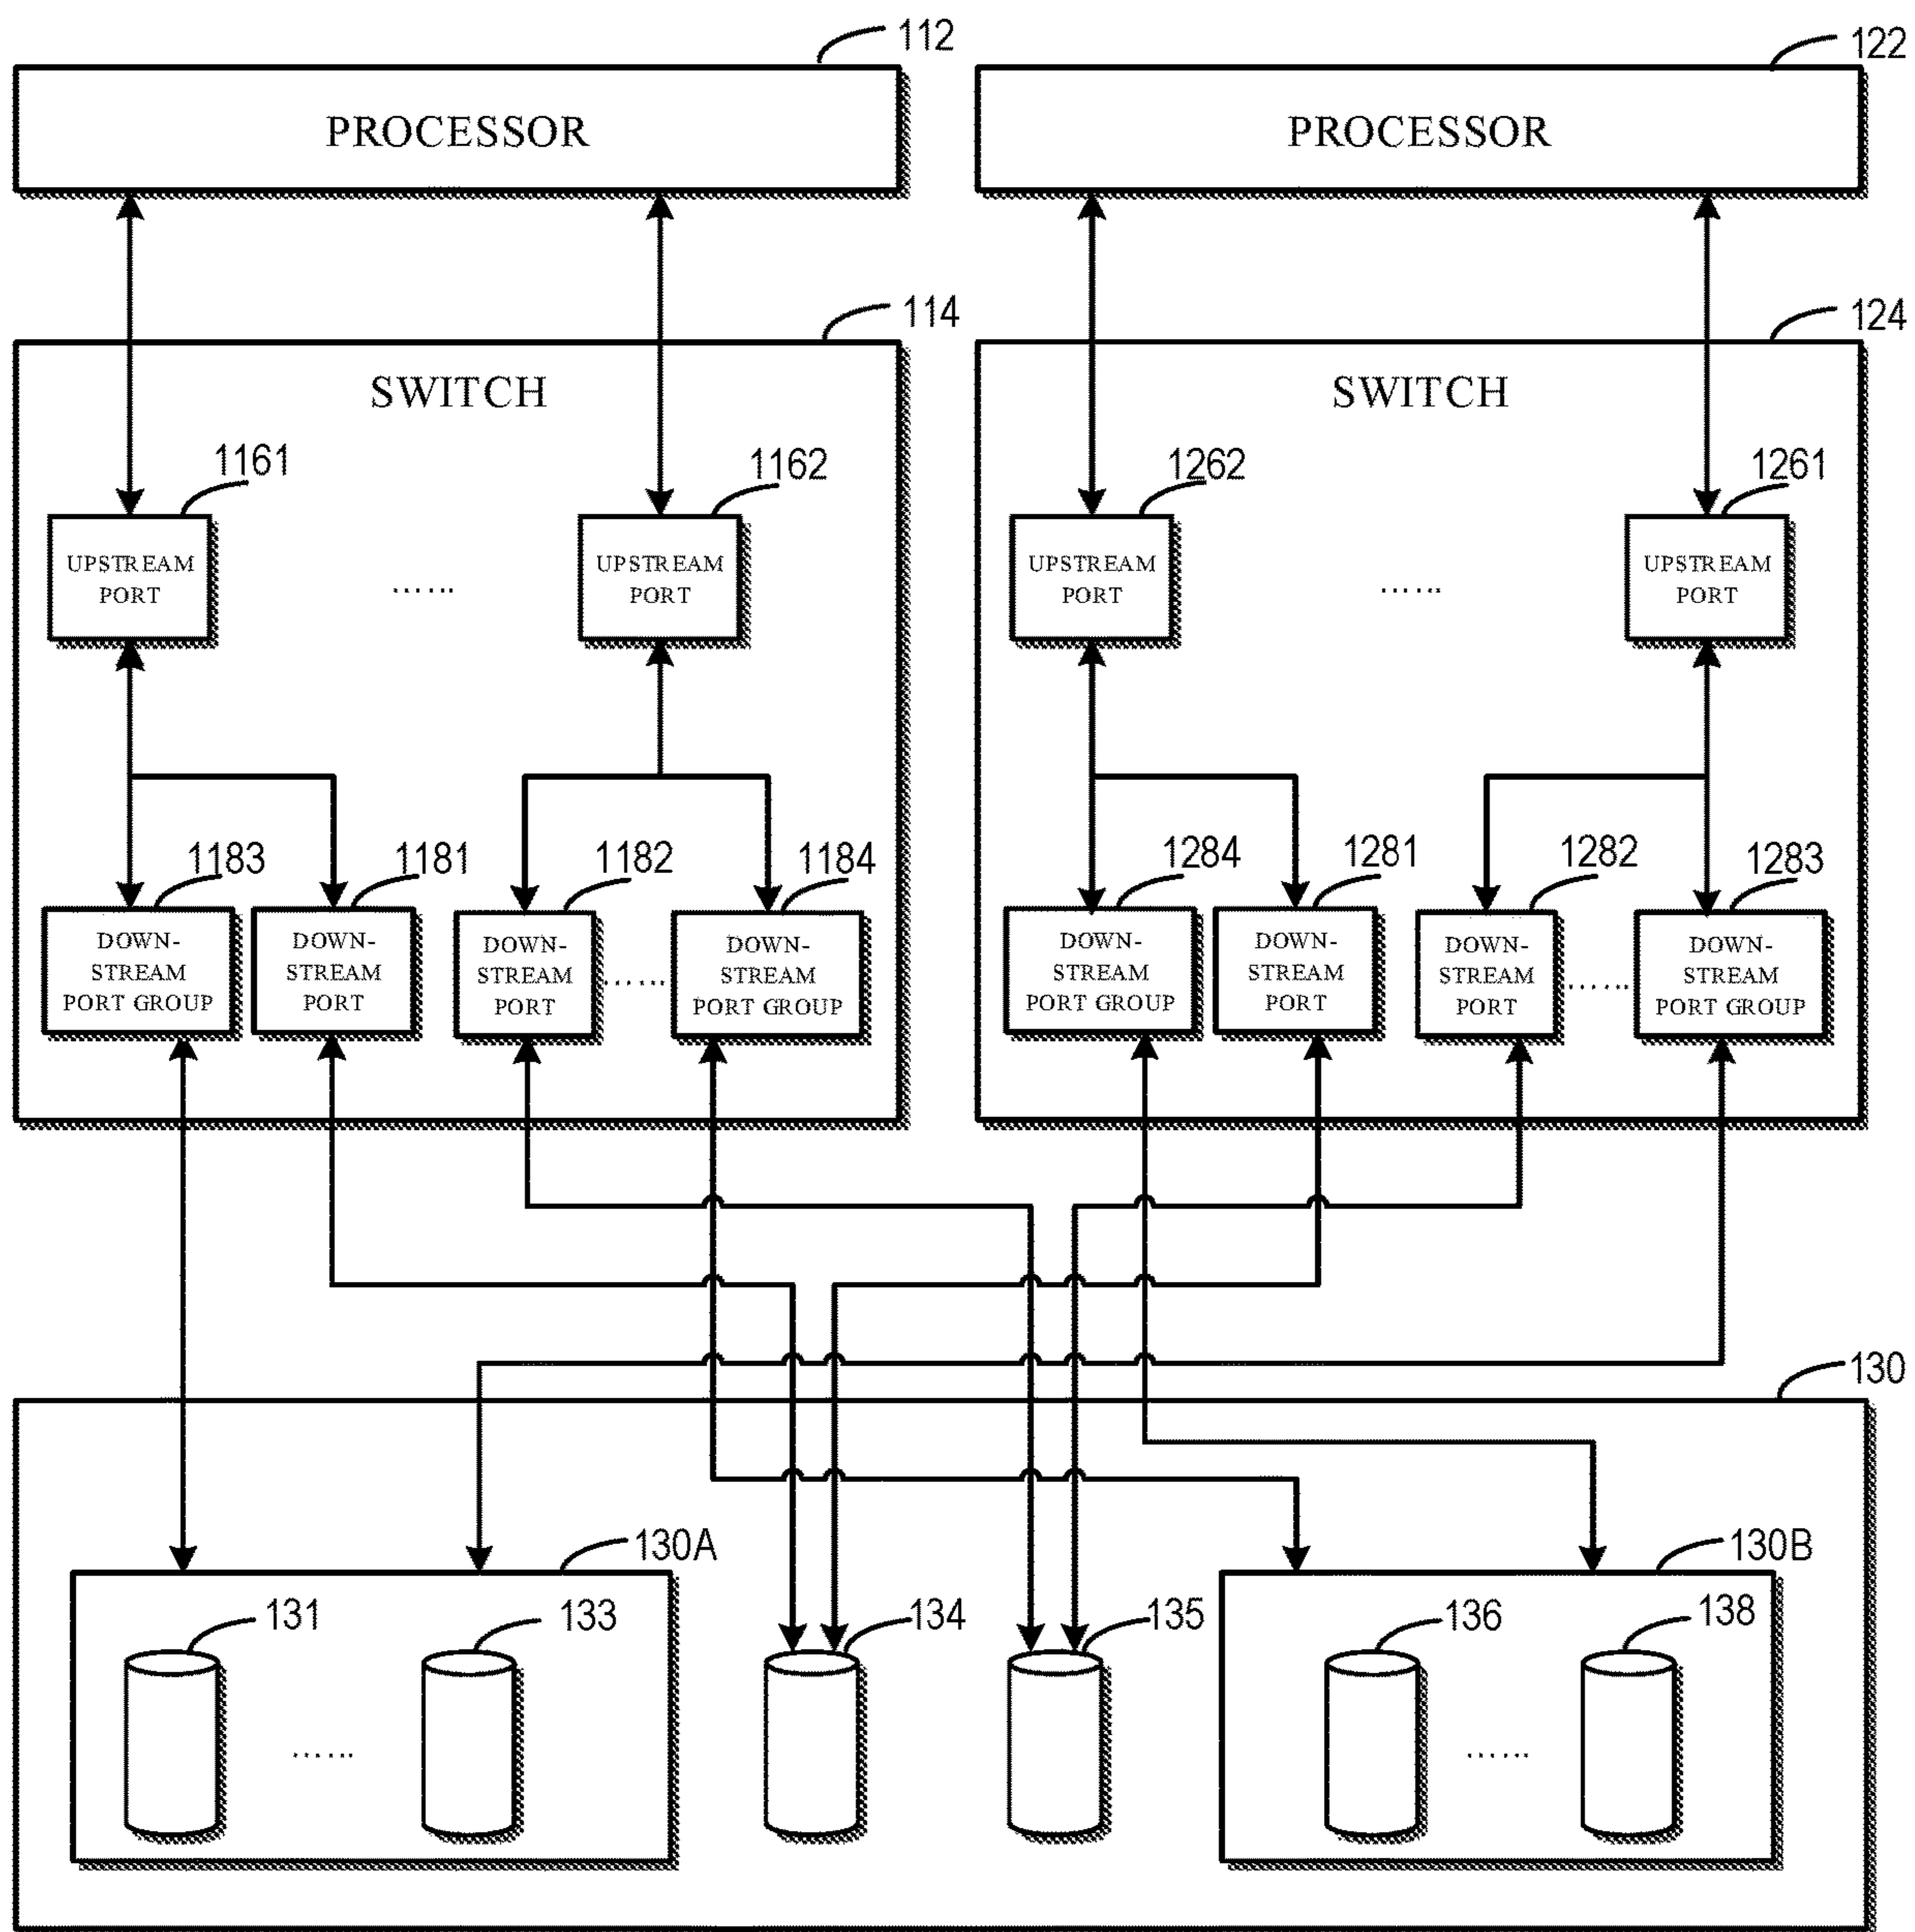 112
122
PROCESSOR
PROCESSOR
114
124
SWITCH
SWITCH
1161
1162
1262
1261
UPSTREAM
PORT
......
UPSTREAM
PORT
UPSTREAM
PORT
......
UPSTREAM
PORT
1183
1181
1182
1184
1284
1281
1282
1283
DOWN-
STREAM
PORT GROUP
DOWN-
STREAM
PORT
DOWN-
STREAM
PORT
......
DOWN-
STREAM
PORT GROUP
DOWN-
STREAM
PORT GROUP
DOWN-
STREAM
PORT
DOWN-
STREAM
PORT
......
DOWN-
STREAM
PORT GROUP
130
130A
130B
131
133
134
135
136
138
......
......